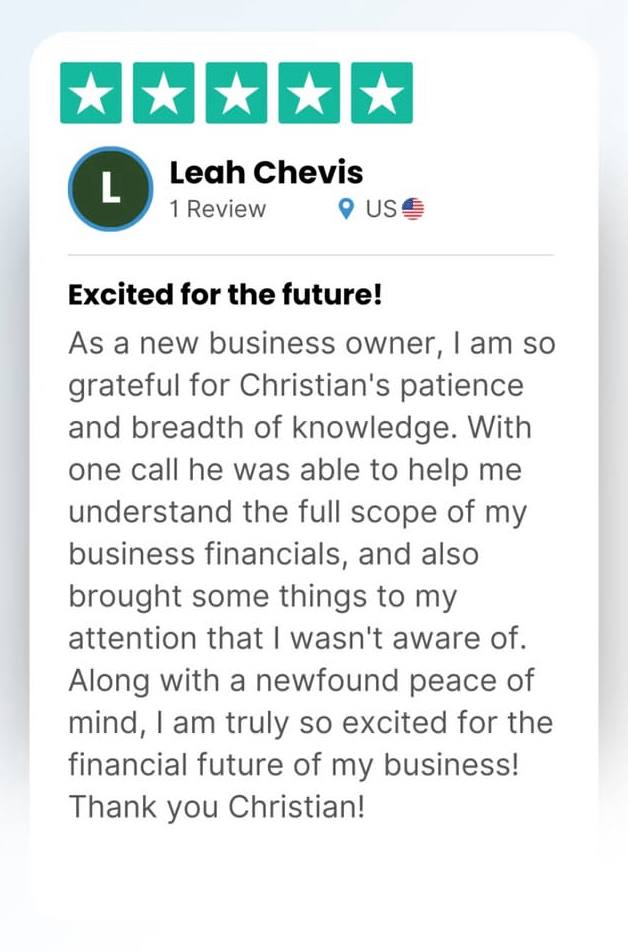 L
Leah Chevis
1 Review US
Excited for the future!
As a new business owner, I am so
grateful for Christian's patience
and breadth of knowledge. With
one call he was able to help me
understand the full scope of my
business financials, and also
brought some things to my
attention that I wasn't aware of.
Along with a newfound peace of
mind, I am truly so excited for the
financial future of my business!
Thank you Christian!